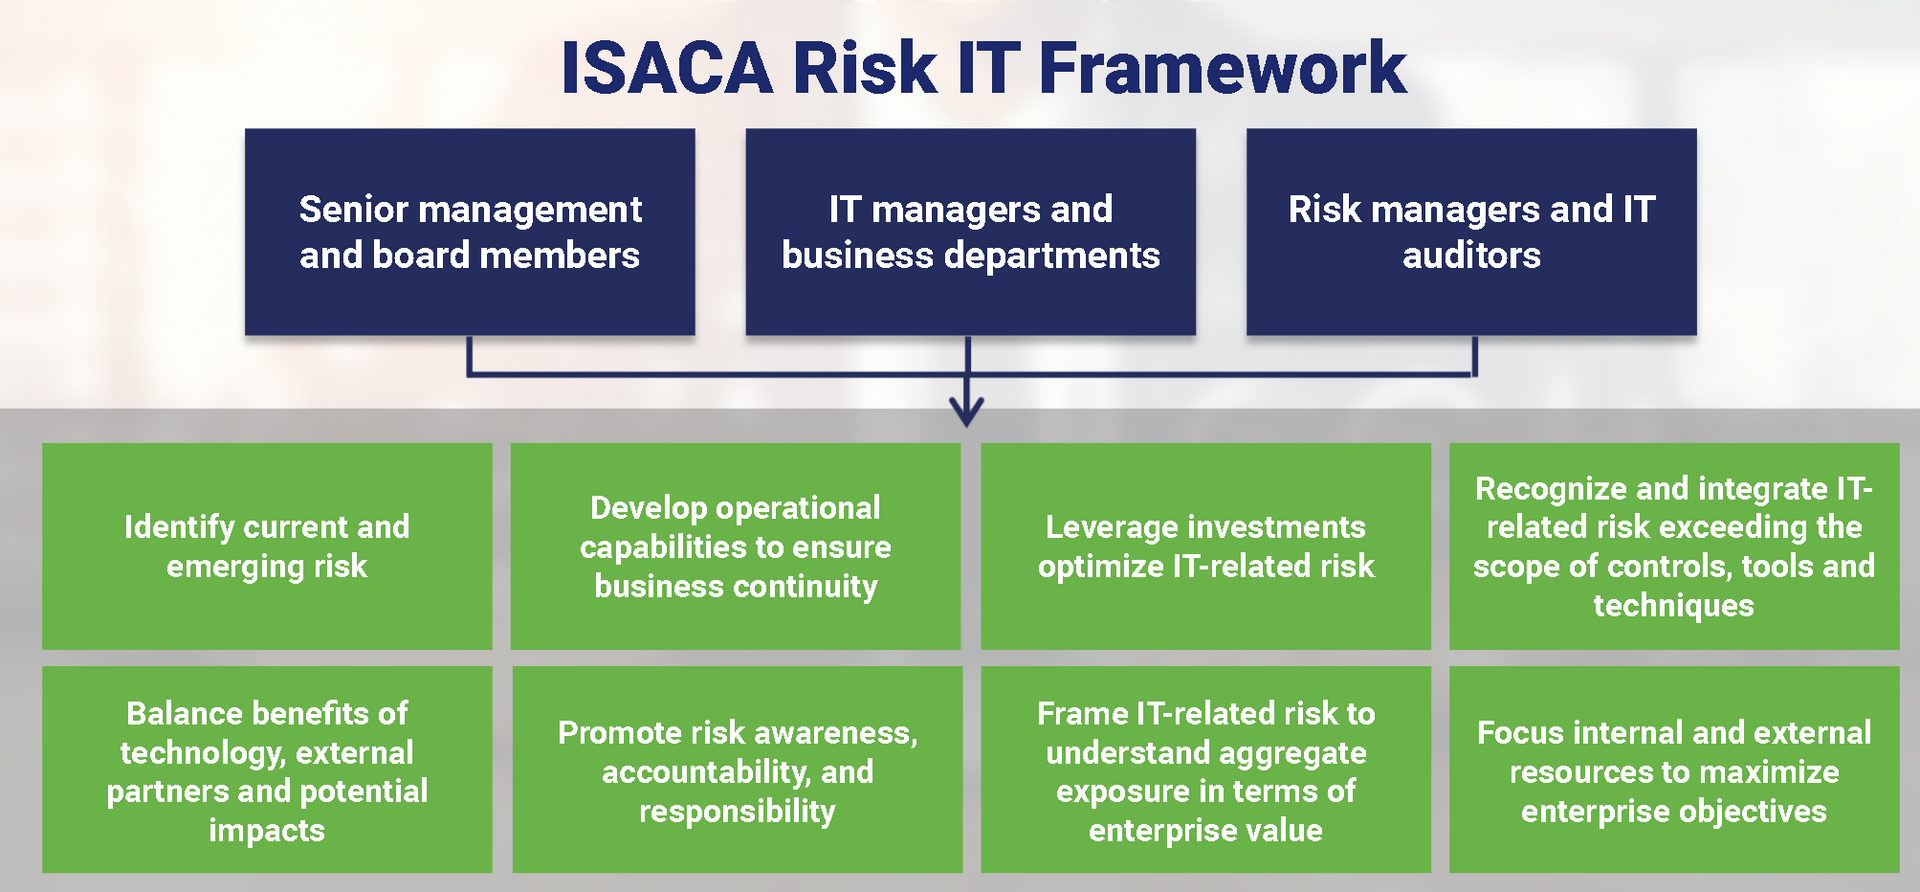 ISACA Risk IT Framework
Senior management
and board members
IT managers and
business departments
Risk managers and IT
auditors
Identify current and
emerging risk
Develop operational
capabilities to ensure
business continuity
Leverage investments
optimize IT-related risk
Recognize and integrate IT-
related risk exceeding the
scope of controls, tools and
techniques
Balance benefits of
technology, external
partners and potential
impacts
Promote risk awareness,
accountability, and
responsibility
Frame IT-related risk to
understand aggregate
exposure in terms of
enterprise value
Focus internal and external
resources to maximize
enterprise objectives